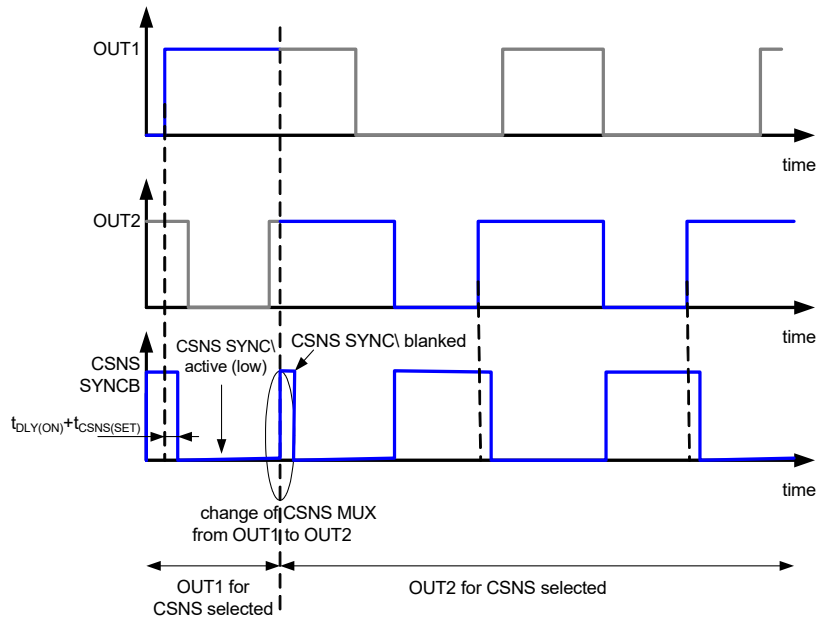 OUT1
time
OUT2
time
CSNS
SYNCB
CSNS SYNC\
active (low)
CSNS SYNC\ blanked
tDLY(ON)+tCSNS(SET)
time
change of CSNS MUX
from OUT1 to OUT2
OUT1 for
CSNS selected
OUT2 for CSNS selected